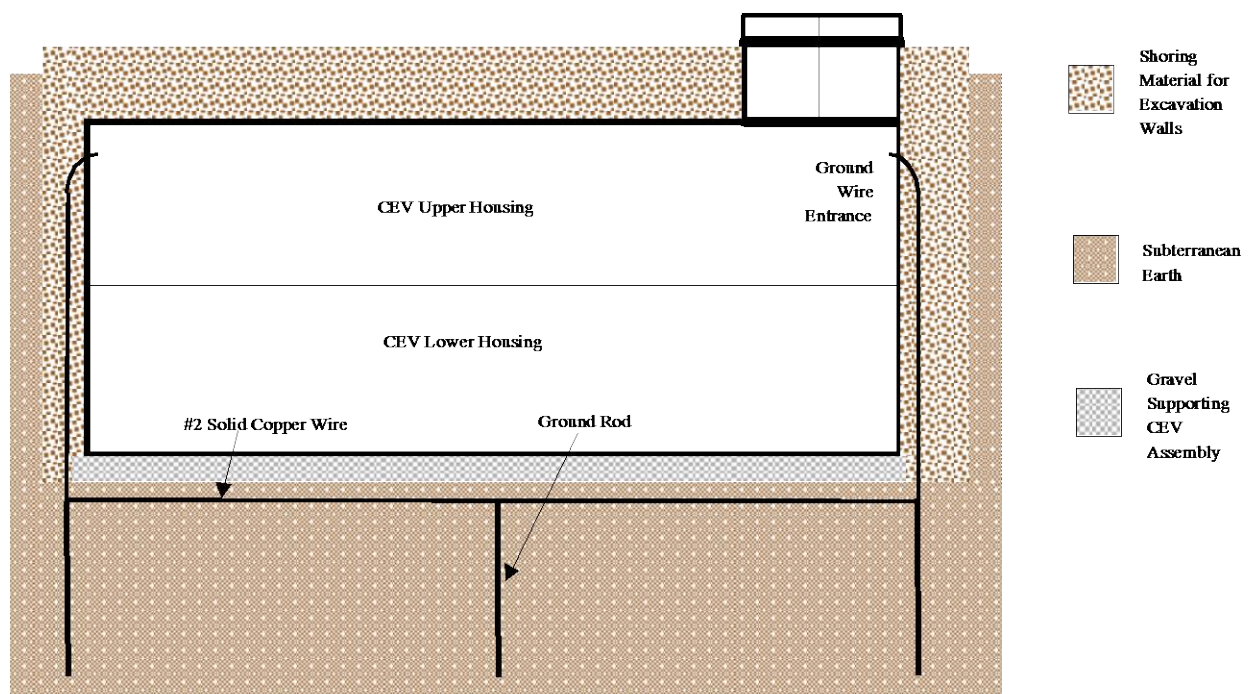 Shoring
Material for
Excavation
Walls
Ground
Wire
Entrance
CEV Upper Housing
Subterranean
Earth
CEV Lower Housing
Gravel
Supporting
CEV
Assembly
#2 Solid Copper Wire
Ground Rod